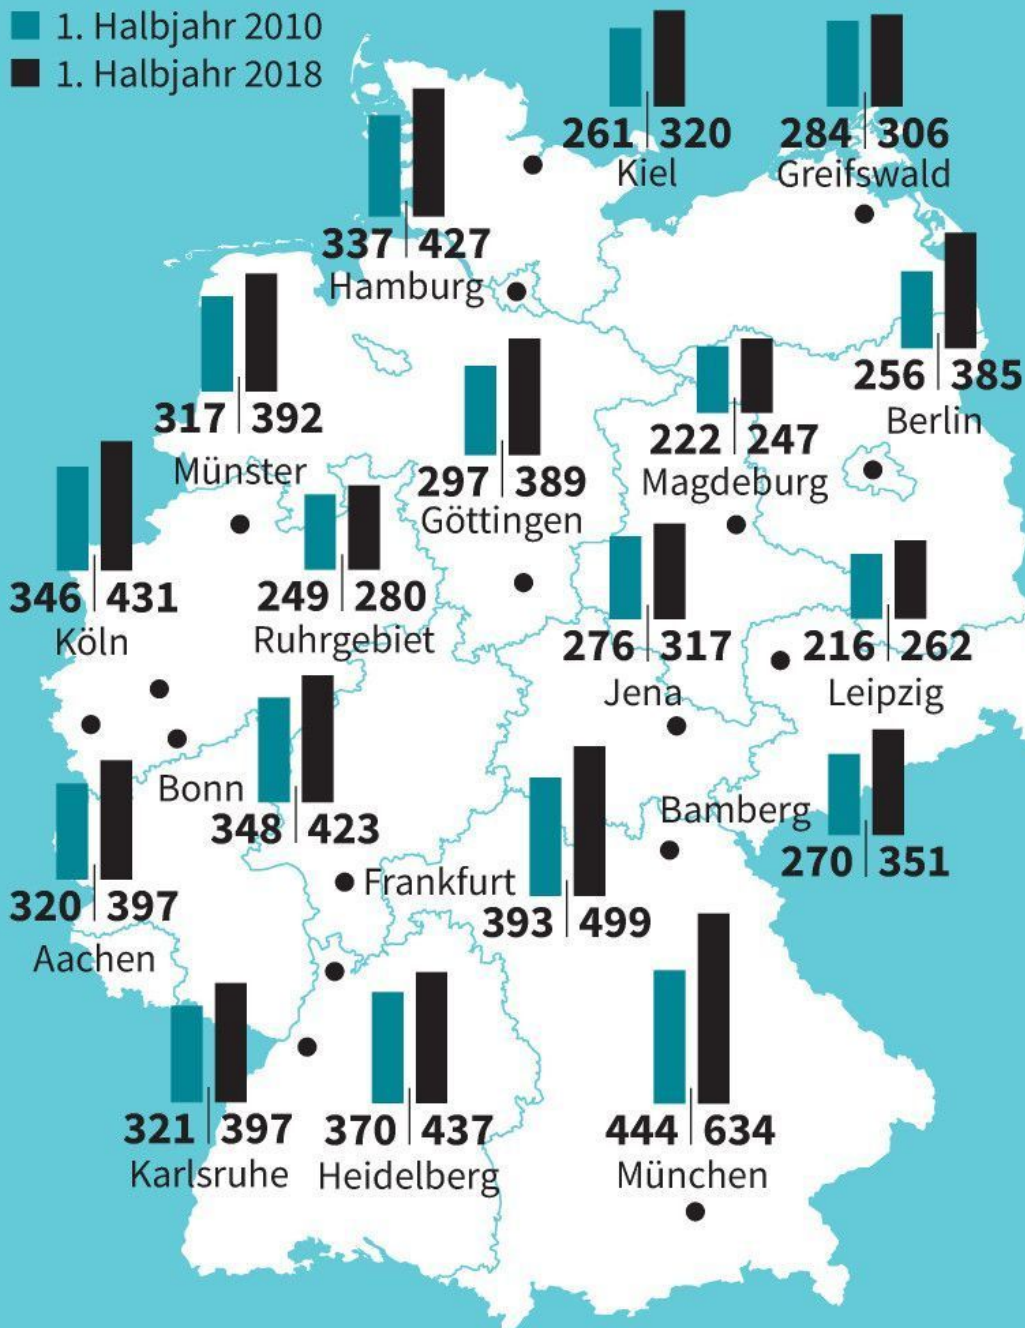 1. Halbjahr 2010
1. Halbjahr 2018
261 320
Kiel
284 306
Greifswald
337 427
Hamburg
256 385
Berlin
317 392
Münster
297 389
Göttingen
222 247
Magdeburg
346 431
Köln
249 280
Ruhrgebiet
276 317
Jena
216 262
Leipzig
Bonn
348 423
Bamberg
270 351
320 397
Aachen
Frankfurt
393 499
321 397
Karlsruhe
370 437
Heidelberg
444 634
München